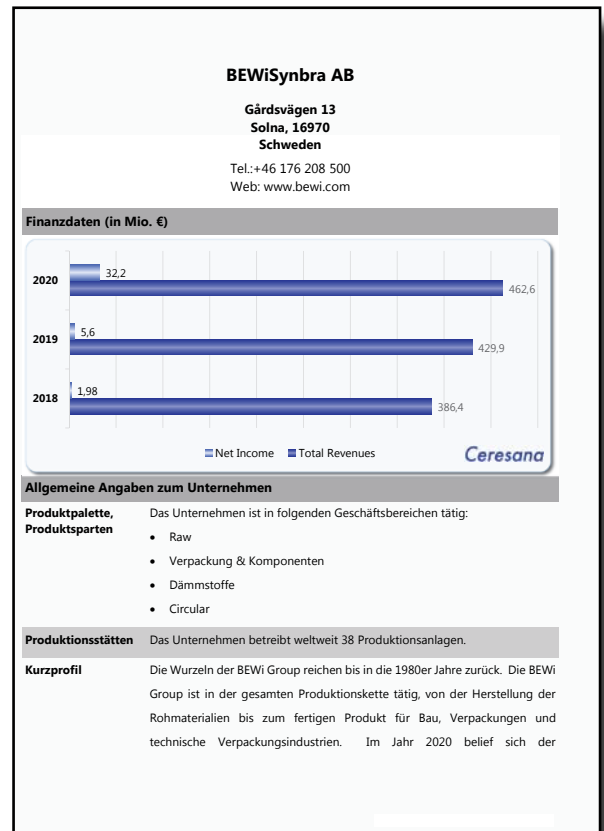 BEWiSynbra AB
Gårdsvägen 13
Solna, 16970
Schweden
Tel.:+46 176 208 500
Web: www.bewi.com
Finanzdaten (in Mio. €)
2020
32,2
462,6
2019
5,6
429,9
2018
1,98
386,4
Net Income Total Revenues
Ceresana
Allgemeine Angaben zum Unternehmen
Produktpalette, Das Unternehmen ist in folgenden Geschäftsbereichen tätig:
Produktsparten
• Raw
• Verpackung & Komponenten
• Dämmstoffe
• Circular
Produktionsstätten Das Unternehmen betreibt weltweit 38 Produktionsanlagen.
Kurzprofil Die Wurzeln der BEWi Group reichen bis in die 1980er Jahre zurück. Die BEWi
Group ist in der gesamten Produktionskette tätig, von der Herstellung der
Rohmaterialien bis zum fertigen Produkt für Bau, Verpackungen und
technische Verpackungsindustrien. Im Jahr 2020 belief sich der